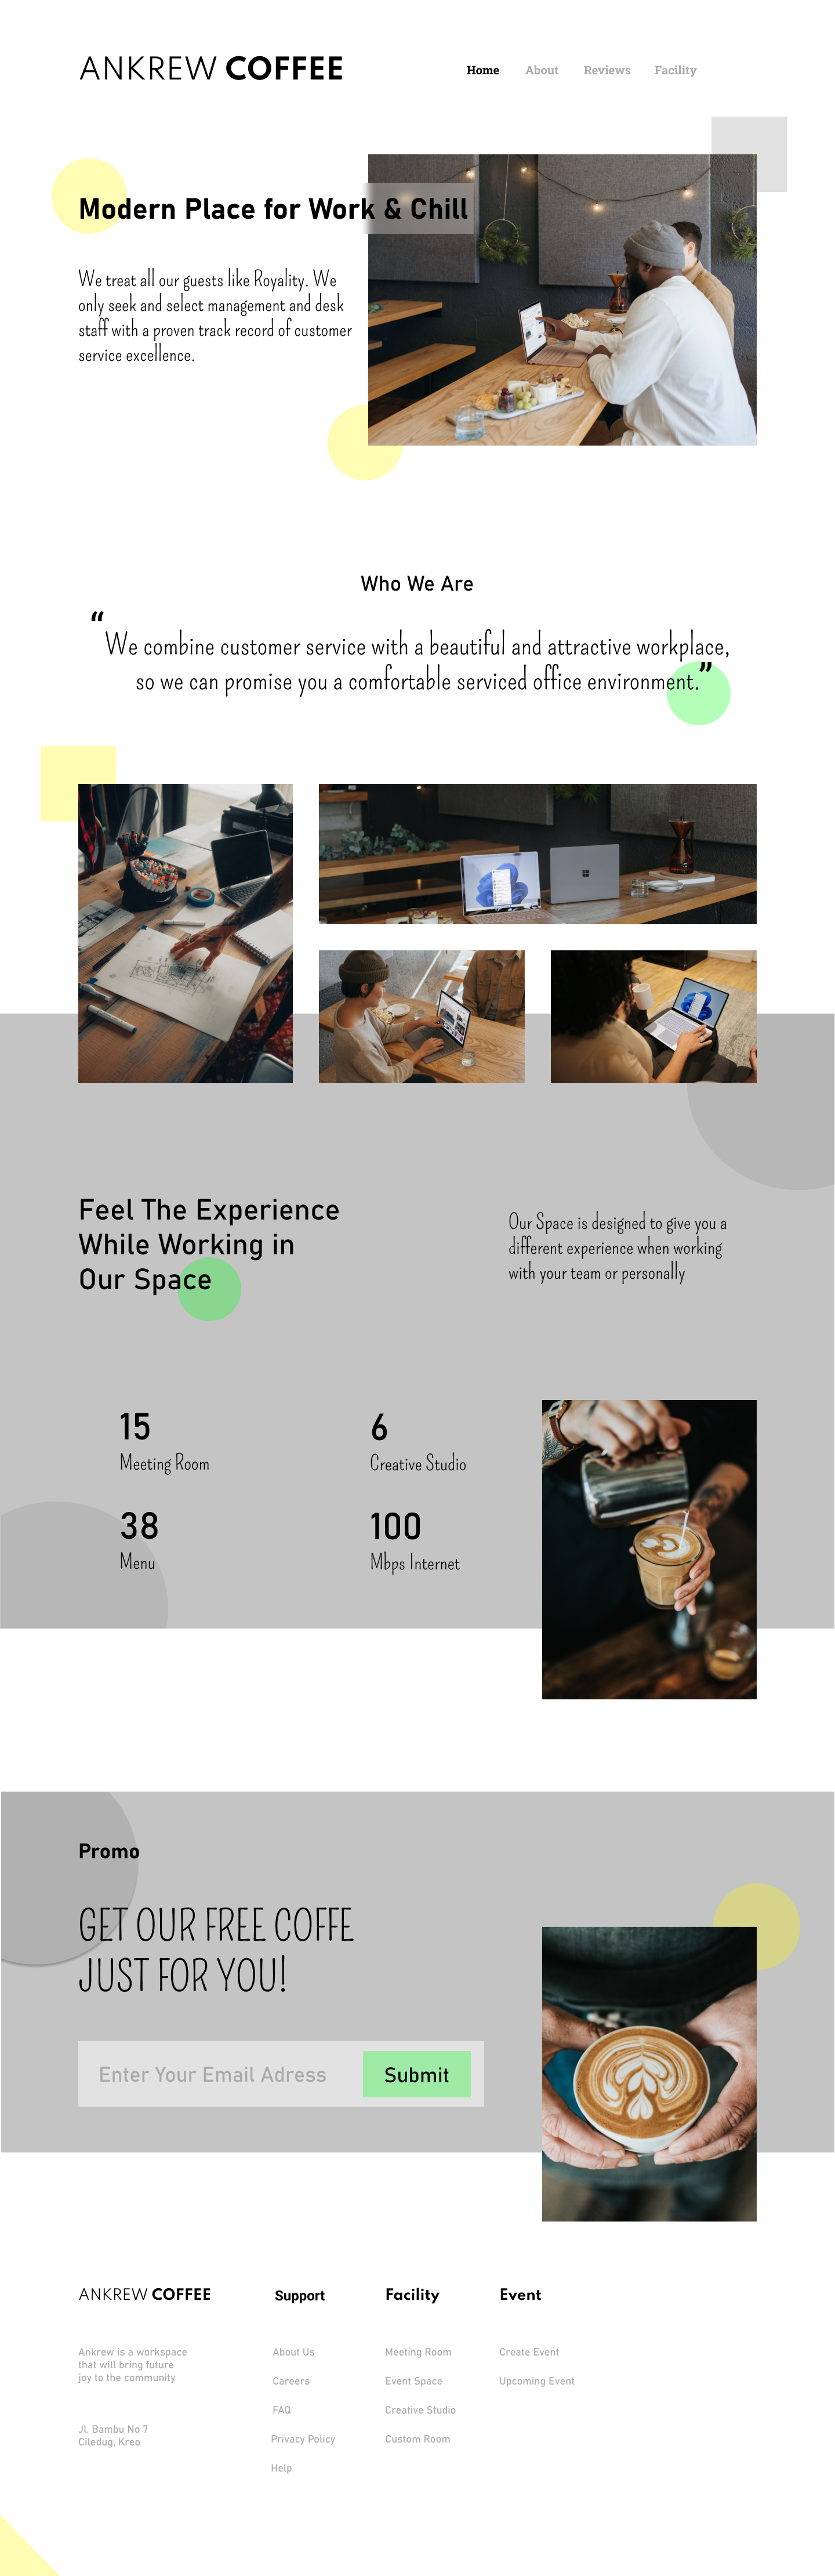 ANKREW COFFEE
Home About Reviews Facility
Modern Place for Work & Chill
We treat all our guests like Royality. We
only seek and select management and desk
staff with a proven track record of customer
service excellence.
Who We Are
“
We combine customer service with a beautiful and attractive workplace,
so we can promise you a comfortable serviced office environment.”
Feel The Experience
While Working in
Our Space
Our Space is designed to give you a
different experience when working
with your team or personally
15
Meeting Room
6
Creative Studio
38
Menu
100
Mbps Internet
Promo
GET OUR FREE COFFE
JUST FOR YOU!
Enter Your Email Adress
Submit
ANKREW COFFEE
Ankrew is a workspace
that will bring future
joy to the community
Jl. Bambu No 7
Ciledug, Kreo
Support
About Us
Careers
FAQ
Privacy Policy
Help
Facility
Meeting Room
Event Space
Creative Studio
Custom Room
Event
Create Event
Upcoming Event